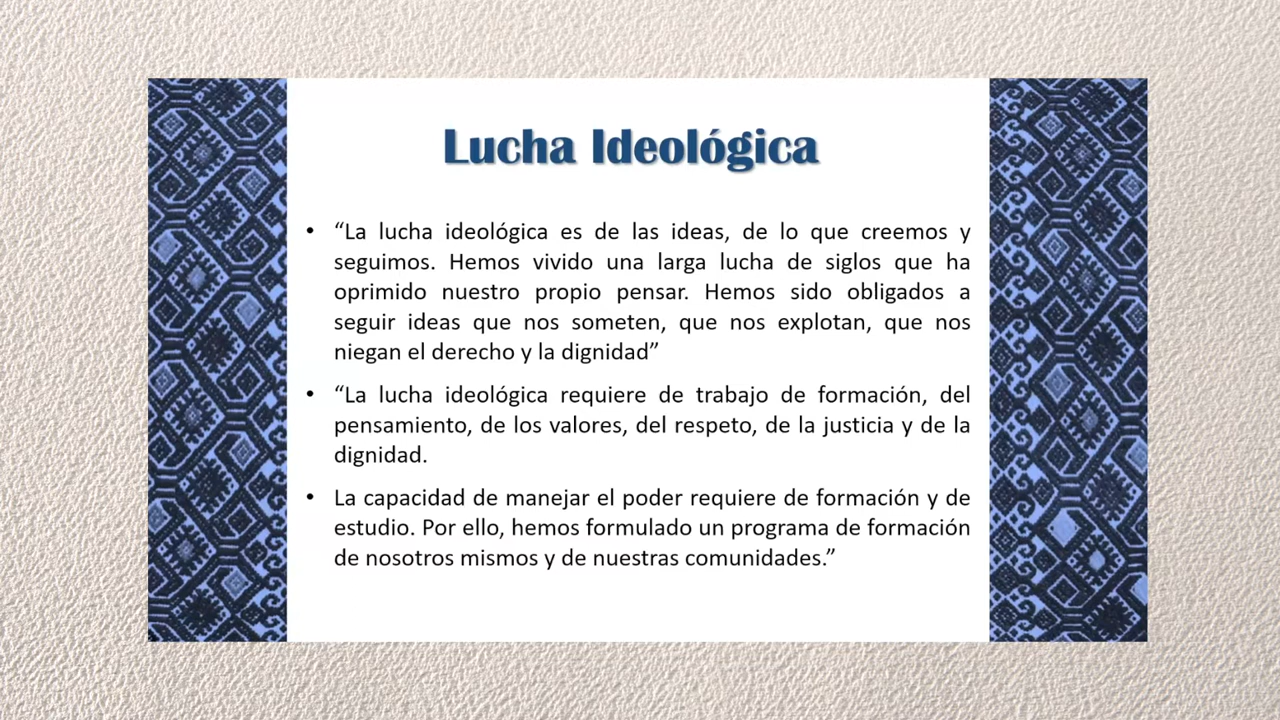 Lucha Ideológica
• “La lucha ideológica es de las ideas, de lo que creemos y
seguimos. Hemos vivido una larga lucha de siglos que ha
oprimido nuestro propio pensar. Hemos sido obligados a
seguir ideas que nos someten, que nos explotan, que nos
niegan el derecho y la dignidad”
• “La lucha ideológica requiere de trabajo de formación, del
pensamiento, de los valores, del respeto, de la justicia y de la
dignidad.
• La capacidad de manejar el poder requiere de formación y de
estudio. Por ello, hemos formulado un programa de formación
de nosotros mismos y de nuestras comunidades.”